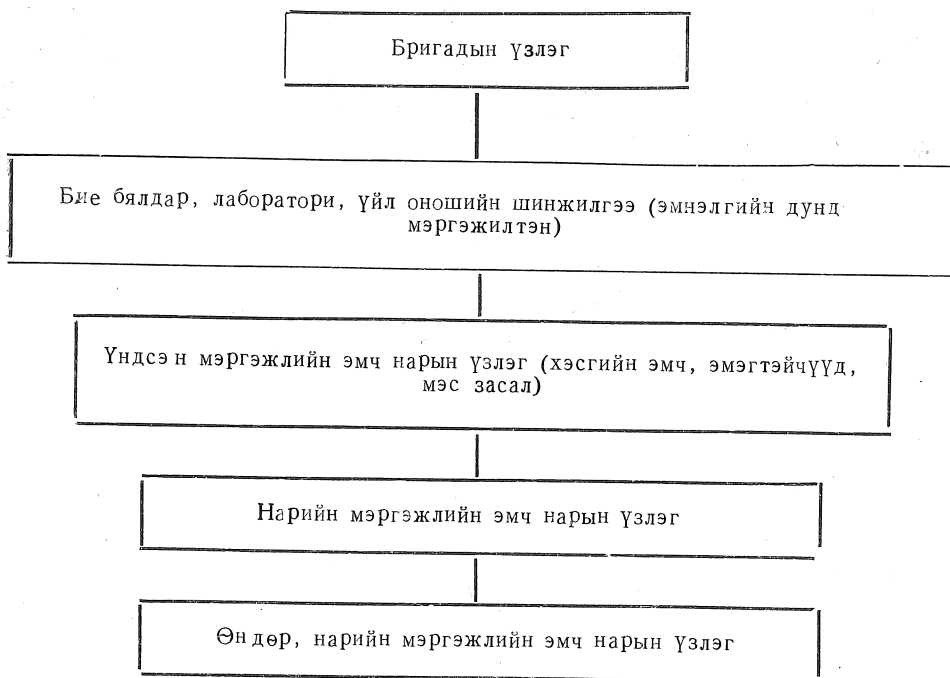 Бригадын үзлэг
Бие бялдар, лаборатори, үйл оношийн шинжилгээ (эмнэлгийн дунд
мэргэжилтэн)
Үндсэн мэргэжлийн эмч нарын үзлэг (хэсгийн эмч, эмэгтэйчүүд,
мэс засал)
Нарийн мэргэжлийн эмч нарын үзлэг
Өндөр, нарийн мэргэжлийн эмч нарын үзлэг